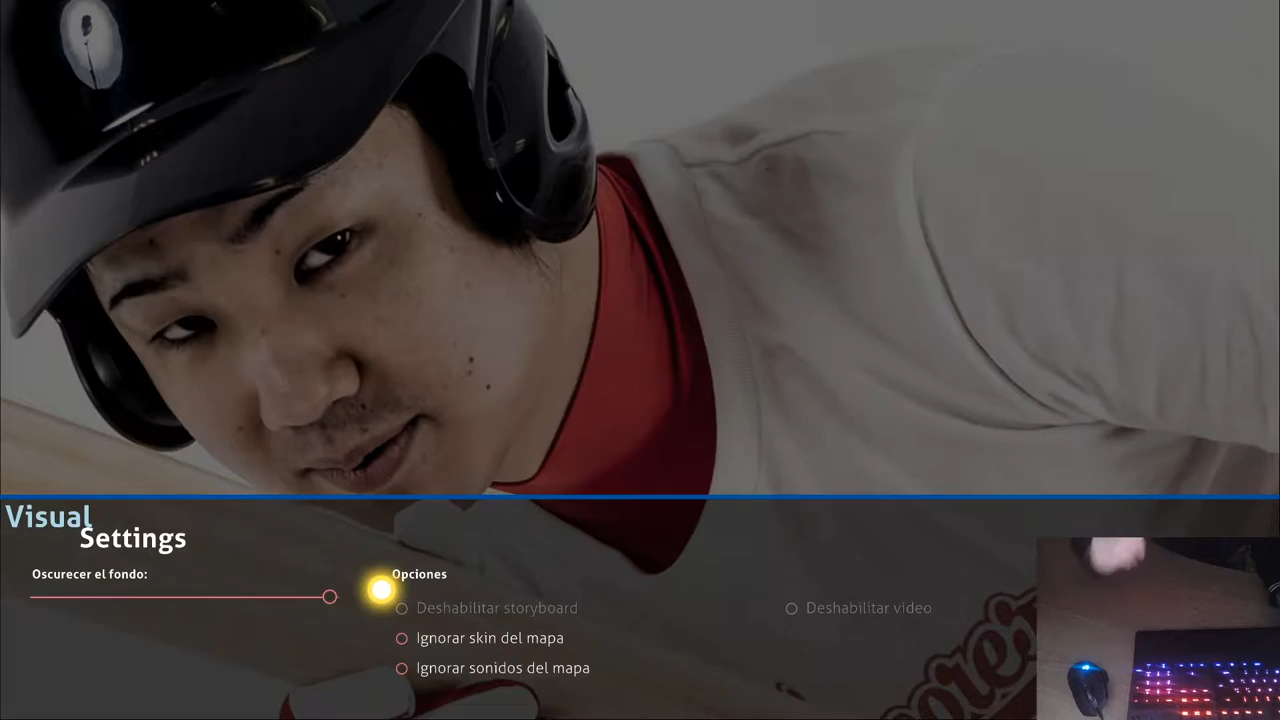 Visual
Settings
Oscurecer el fondo:
Opciones
Deshabilitar storyboard
Deshabilitar video
Ignorar skin del mapa
Ignorar sonidos del mapa